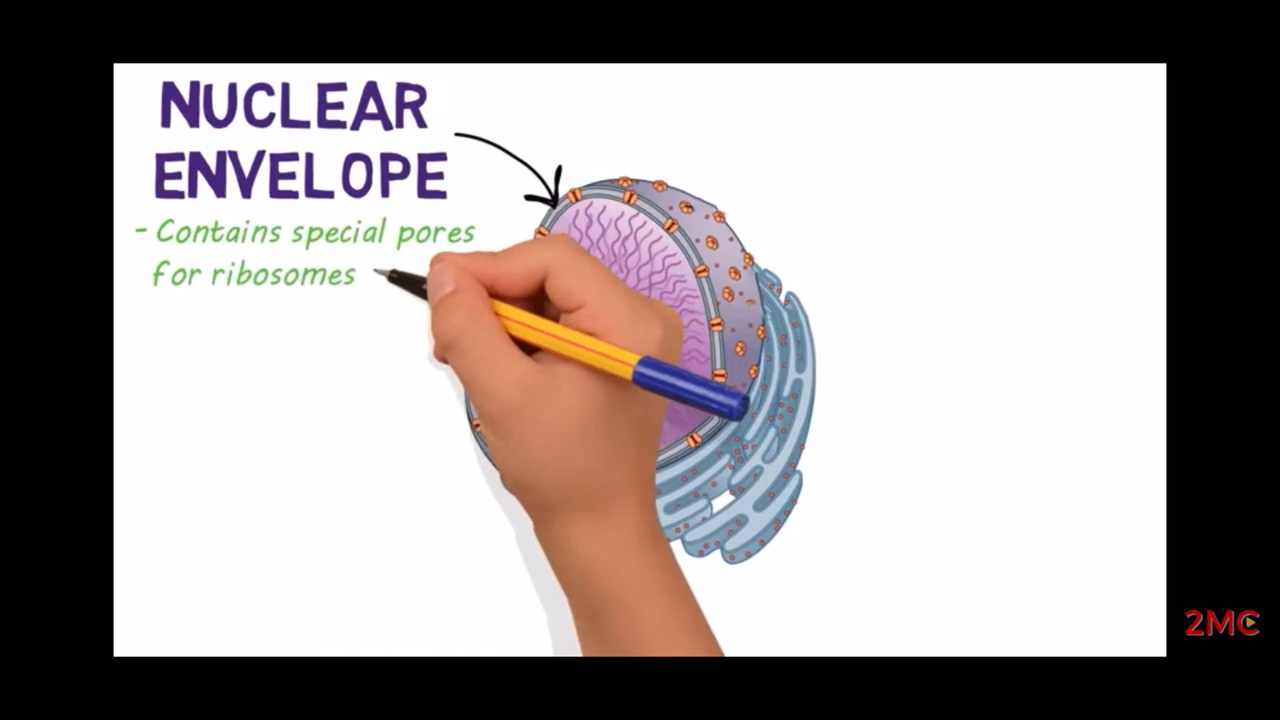 NUCLEAR
ENVELOPE
- Contains special pores
for ribosomes
2MC